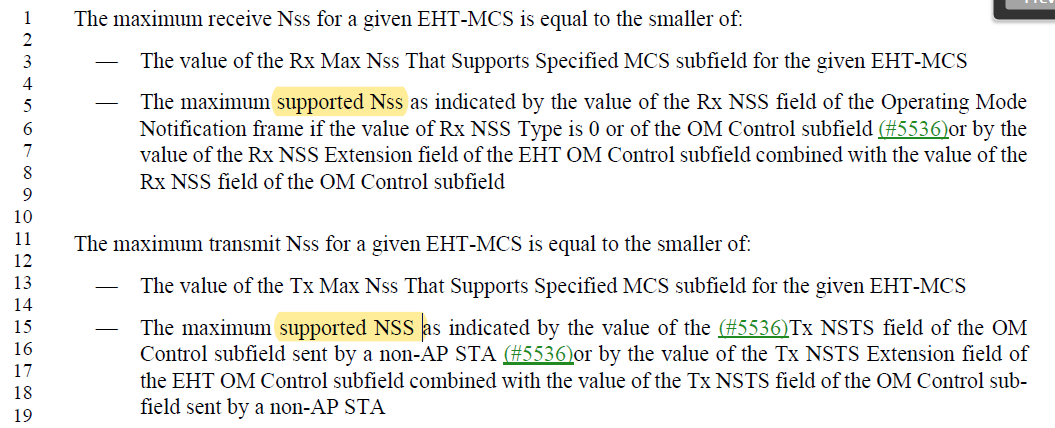 1 The maximum receive Nss for a given EHT-MCS is equal to the smaller of:
2
3 — The value of the Rx Max Nss That Supports Specified MCS subfield for the given EHT-MCS
4
5 — The maximum supported Nss as indicated by the value of the Rx NSS field of the Operating Mode
6 Notification frame if the value of Rx NSS Type is 0 or of the OM Control subfield (#5536)or by the
7 value of the Rx NSS Extension field of the EHT OM Control subfield combined with the value of the
8 Rx NSS field of the OM Control subfield
9
10
11 The maximum transmit Nss for a given EHT-MCS is equal to the smaller of:
12
13 — The value of the Tx Max Nss That Supports Specified MCS subfield for the given EHT-MCS
14
15 — The maximum supported NSS as indicated by the value of the (#5536)Tx NSTS field of the OM
16 Control subfield sent by a non-AP STA (#5536)or by the value of the Tx NSTS Extension field of
17 the EHT OM Control subfield combined with the value of the Tx NSTS field of the OM Control sub-
18 field sent by a non-AP STA
19